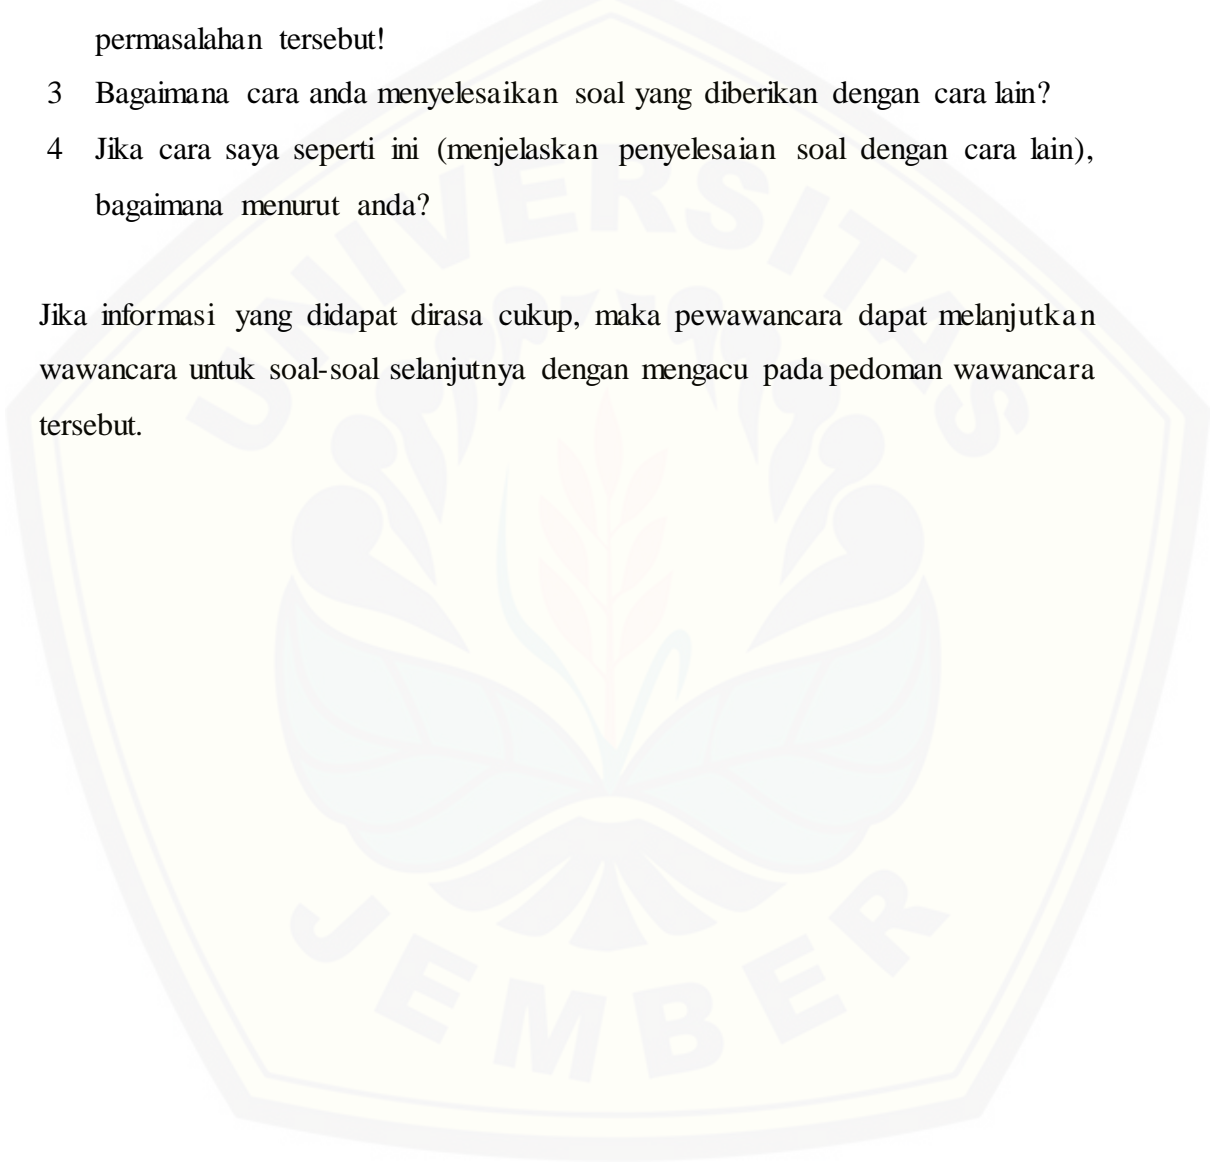 permasalahan tersebut!
3 Bagaimana cara anda menyelesaikan soal yang diberikan dengan cara lain?
4 Jika cara saya seperti ini (menjelaskan penyelesaian soal dengan cara lain),
bagaimana menurut anda?
Jika informasi yang didapat dirasa cukup, maka pewawancara dapat melanjutkan
wawancara untuk soal-soal selanjutnya dengan mengacu pada pedoman wawancara
tersebut.
UNIVERSITAS
JEMBER